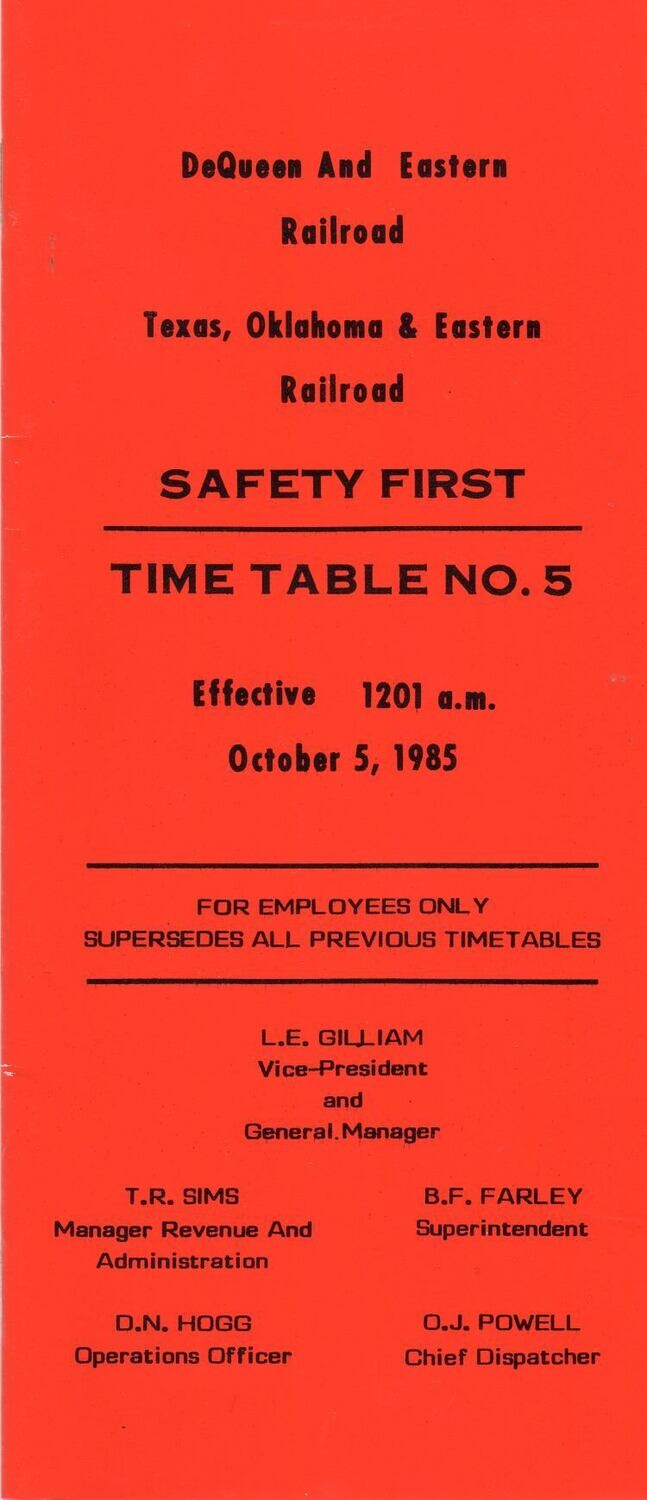 DeQueen And Eastern
Railroad
Texas, Oklahoma & Eastern
Railroad
SAFETY FIRST
TIME TABLE NO. 5
Effective 1201 a.m.
October 5, 1985
FOR EMPLOYEES ONLY
SUPERSEDES ALL PREVIOUS TIMETABLES
L.E. GILLIAM
Vice-President
and
General.Manager
T.R. SIMS
Manager Revenue And
Administration
B.F. FARLEY
Superintendent
D.N. HOGG
Operations Officer
O.J. POWELL
Chief Dispatcher